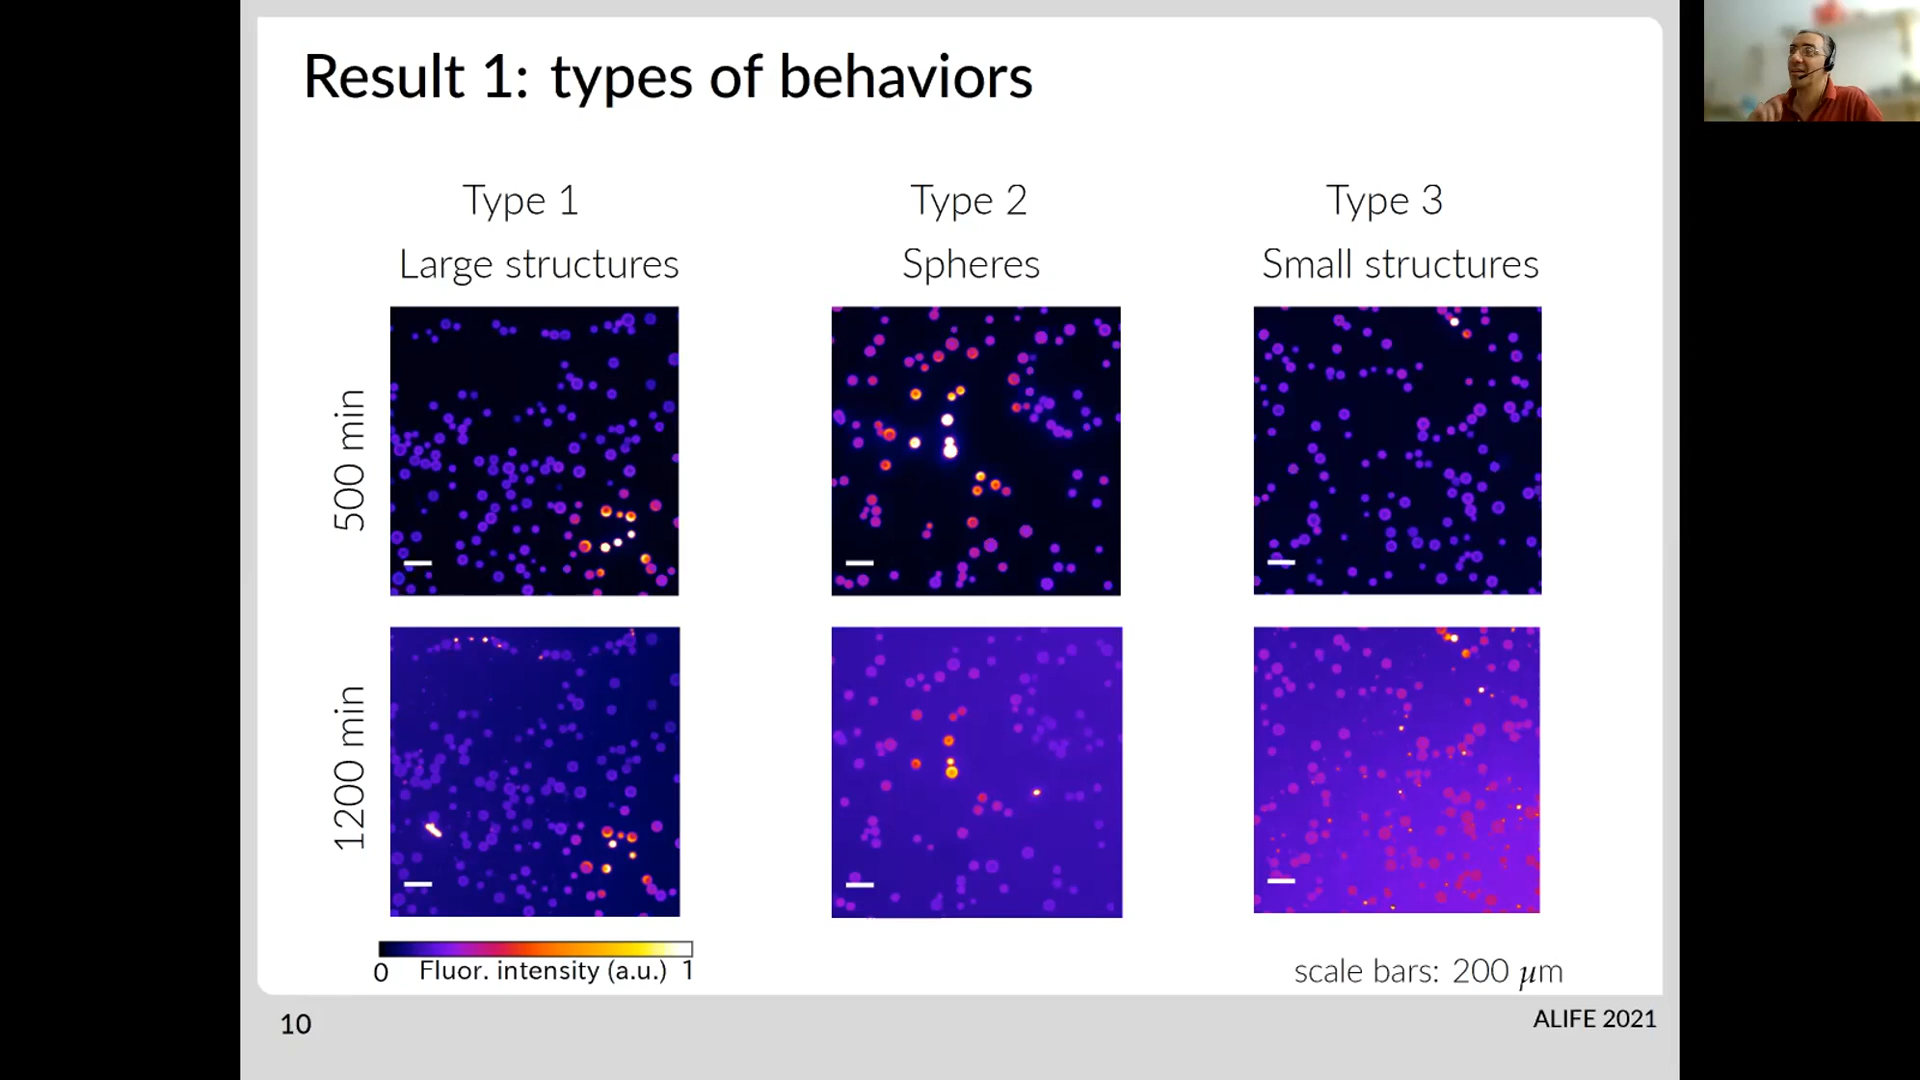 Result 1: types of behaviors
Type 1
Type 2
Type 3
Large structures
Spheres
Small structures
500 min
1200 min
0 Fluor. intensity (a.u.) 1
scale bars: 200 μm
10
ALIFE 2021